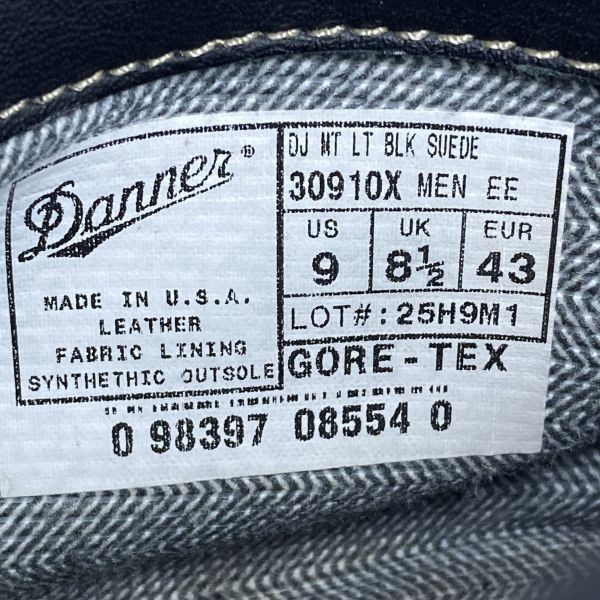 Danner®
MADE IN U.S.A.
LEATHER
FABRIC LINING
SYNTHETHIC OUTSOLE
DJ MT LT BLK SUEDE
30910X MEN EE
US UK EUR
9 8½ 43
LOT#: 25H9M1
GORE-TEX
0 98397 08554 0